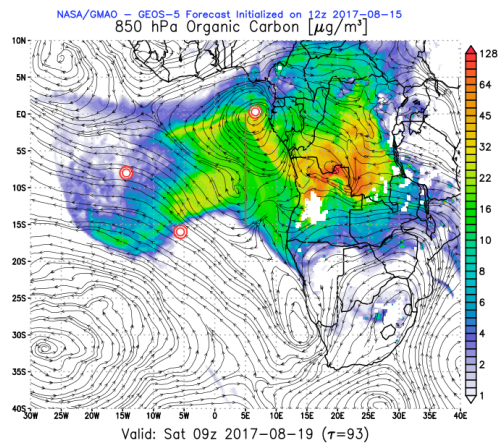 NASA/GMAO - GEOS-5 Forecast Initialized on 12z 2017-08-15
850 hPa Organic Carbon [μg/m³]
10N
5N
EQ
5S
10S
15S
20S
25S
30S
35S
40S
30W 25W 20W 15W 10W 5W 0 5E 10E 15E 20E 25E 30E 35E 40E
128
64
45
32
22
16
10
8
6
4
2
1
Valid: Sat 09z 2017-08-19 (τ=93)